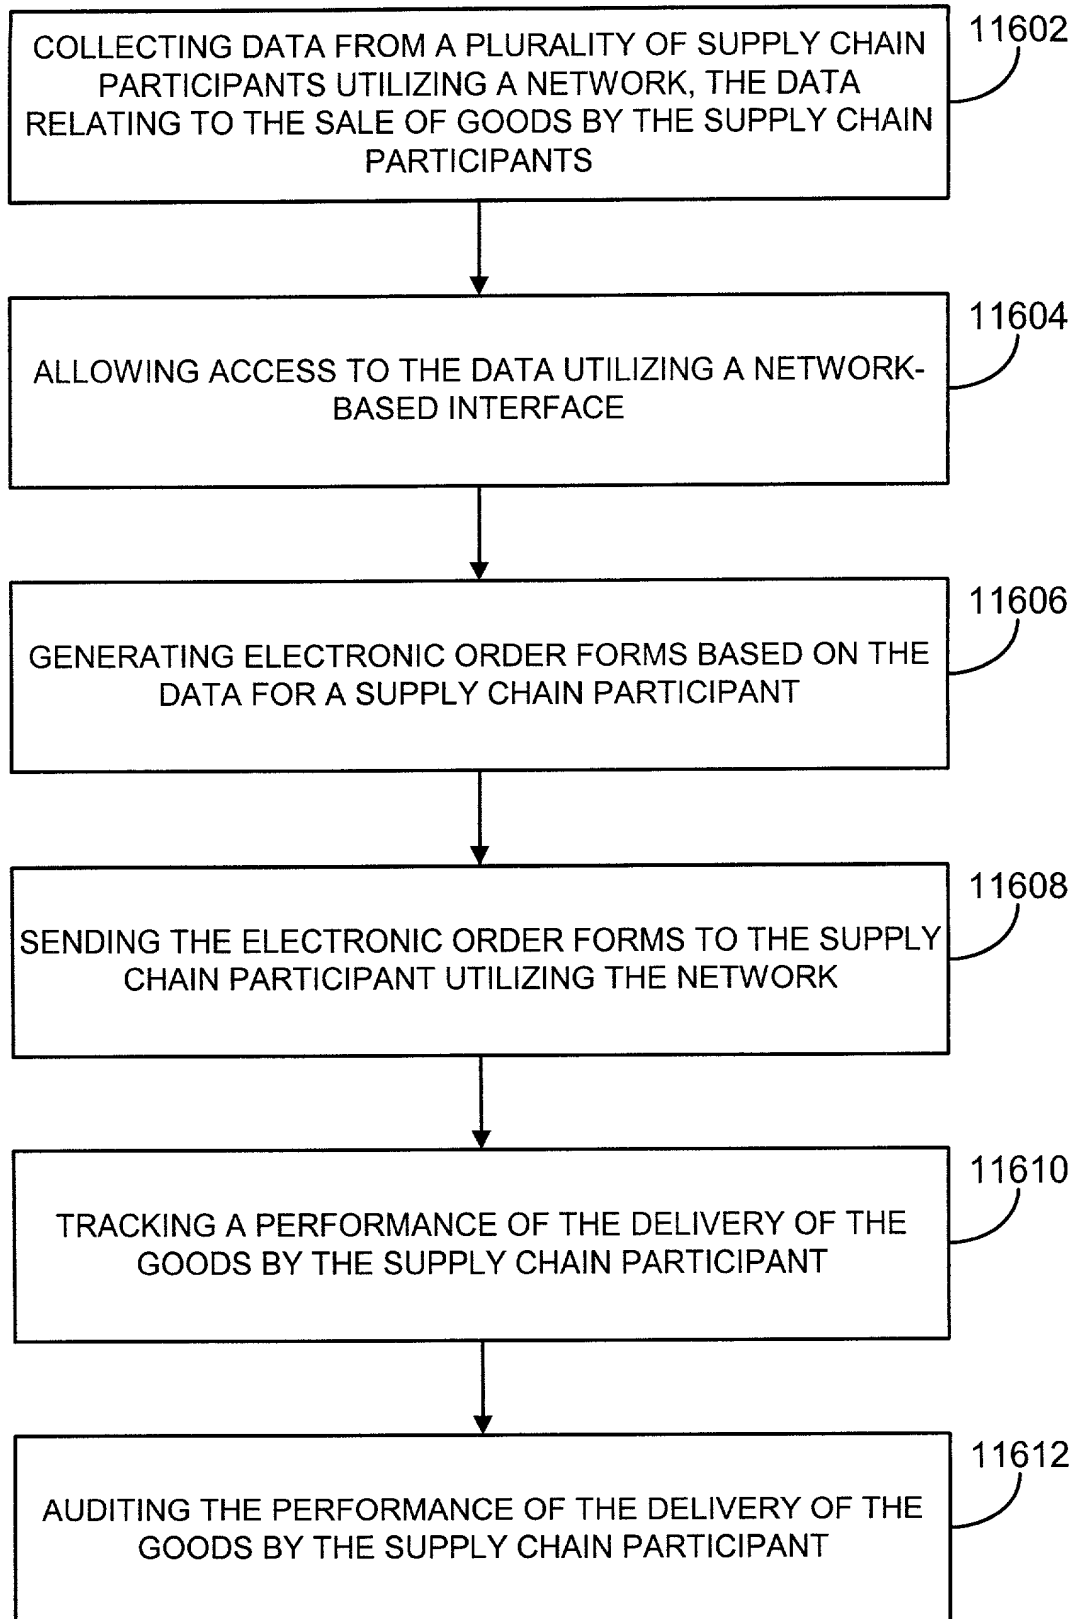 11602
COLLECTING DATA FROM A PLURALITY OF SUPPLY CHAIN
PARTICIPANTS UTILIZING A NETWORK, THE DATA
RELATING TO THE SALE OF GOODS BY THE SUPPLY CHAIN
PARTICIPANTS
11604
ALLOWING ACCESS TO THE DATA UTILIZING A NETWORK-
BASED INTERFACE
11606
GENERATING ELECTRONIC ORDER FORMS BASED ON THE
DATA FOR A SUPPLY CHAIN PARTICIPANT
11608
SENDING THE ELECTRONIC ORDER FORMS TO THE SUPPLY
CHAIN PARTICIPANT UTILIZING THE NETWORK
11610
TRACKING A PERFORMANCE OF THE DELIVERY OF THE
GOODS BY THE SUPPLY CHAIN PARTICIPANT
11612
AUDITING THE PERFORMANCE OF THE DELIVERY OF THE
GOODS BY THE SUPPLY CHAIN PARTICIPANT